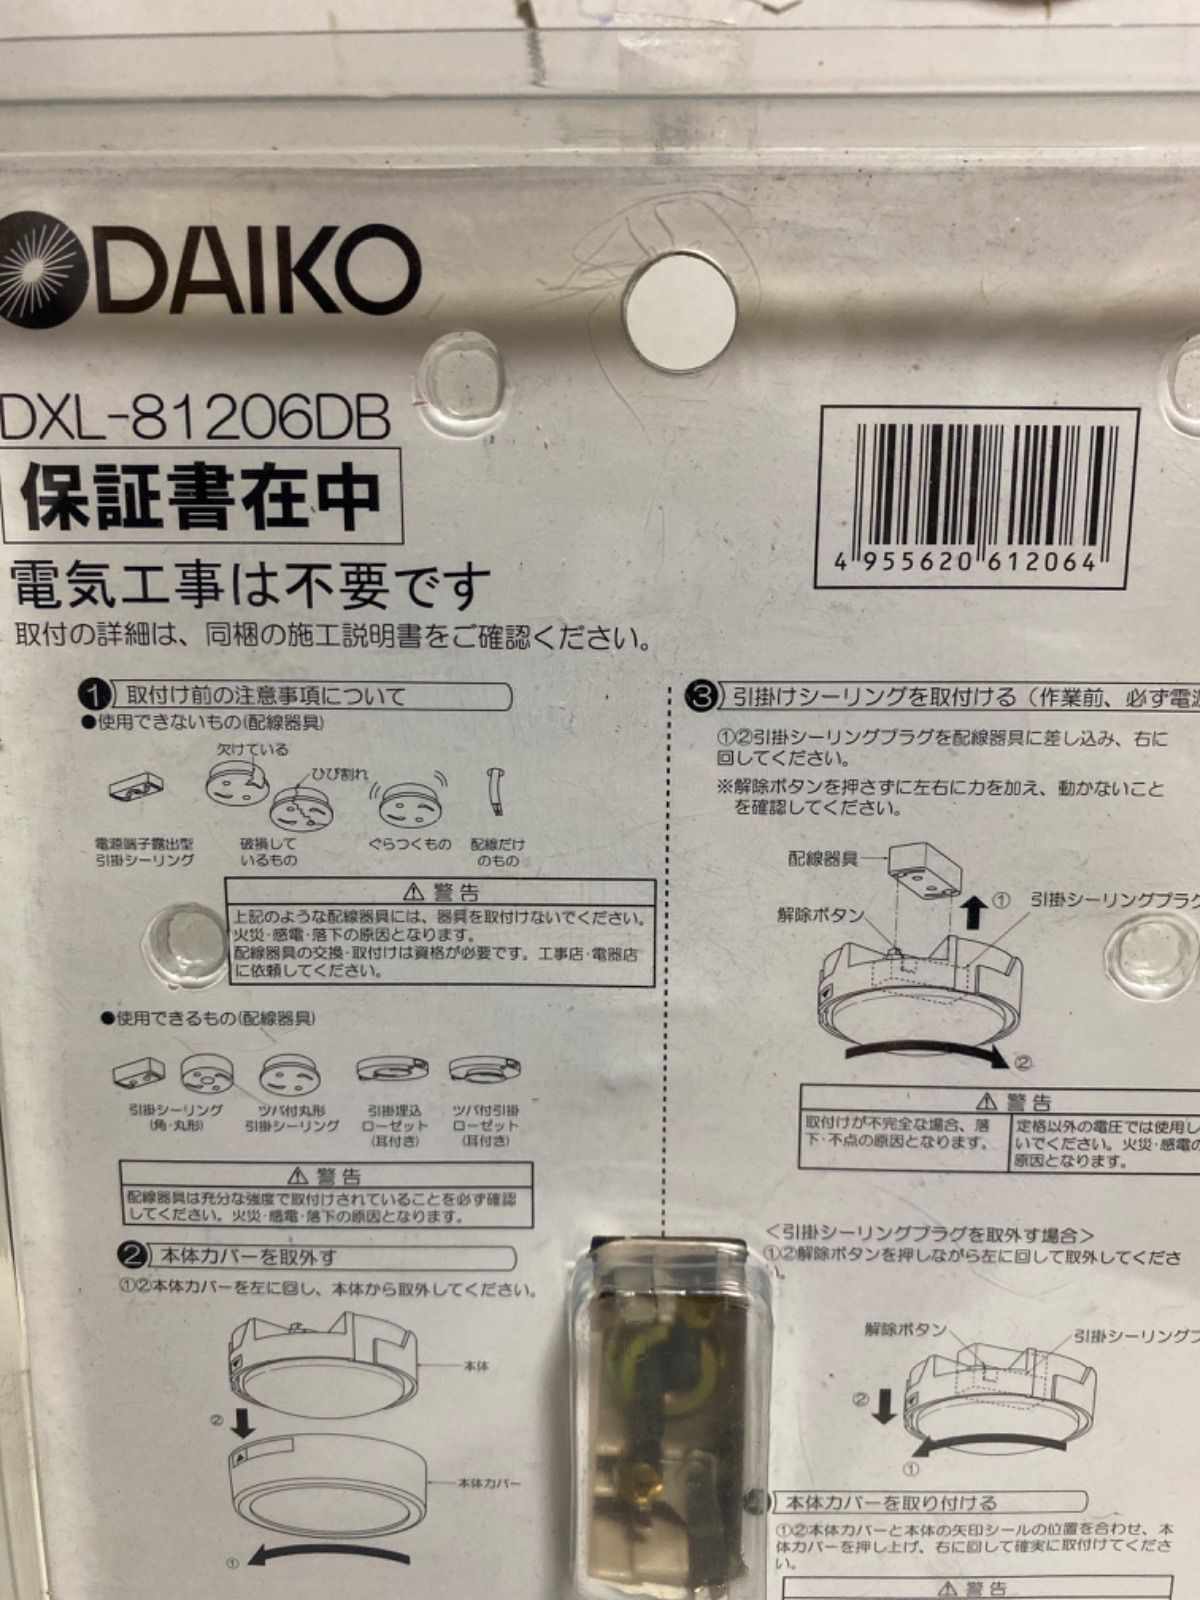 DAIKO
DXL-81206DB
保証書在中
電気工事は不要です
取付の詳細は、同梱の施工説明書をご確認ください。
4 955620 612064
1 取付け前の注意事項について
●使用できないもの(配線器具)
欠けている
ひび割れ
電源端子露出型
引掛シーリング
破損して
いるもの
ぐらつくもの
配線だけ
のもの
⚠ 警告
上記のような配線器具には、器具を取付けないでください。
火災・感電・落下の原因となります。
配線器具の交換・取付けは資格が必要です。工事店・電器店
に依頼してください。
●使用できるもの(配線器具)
引掛シーリング
(角・丸形)
ツバ付丸形
引掛シーリング
引掛埋込
ローゼット
(耳付き)
ツバ付引掛
ローゼット
(耳付き)
⚠ 警告
配線器具は充分な強度で取付けされていることを必ず確認
してください。火災・感電・落下の原因となります。
2 本体カバーを取外す
①②本体カバーを左に回し、本体から取外してください。
本体
②
本体カバー
①
3 引掛けシーリングを取付ける(作業前、必ず電源
①②引掛シーリングプラグを配線器具に差し込み、右に
回してください。
※解除ボタンを押さずに左右に力を加え、動かないこと
を確認してください。
配線器具
①
引掛シーリングプラグ
解除ボタン
②
⚠ 警告
取付けが不完全な場合、落
下・不点の原因となります。
定格以外の電圧では使用し
いでください。火災・感電の
原因となります。
＜引掛シーリングプラグを取外す場合＞
①②解除ボタンを押しながら左に回して取外してくださ
い。
解除ボタン
引掛シーリングプ
②
①
本体カバーを取り付ける
①②本体カバーと本体の矢印シールの位置を合わせ、本
体カバーを押し上げ、右に回して確実に取付けてくださ
い。
⚠ 警告